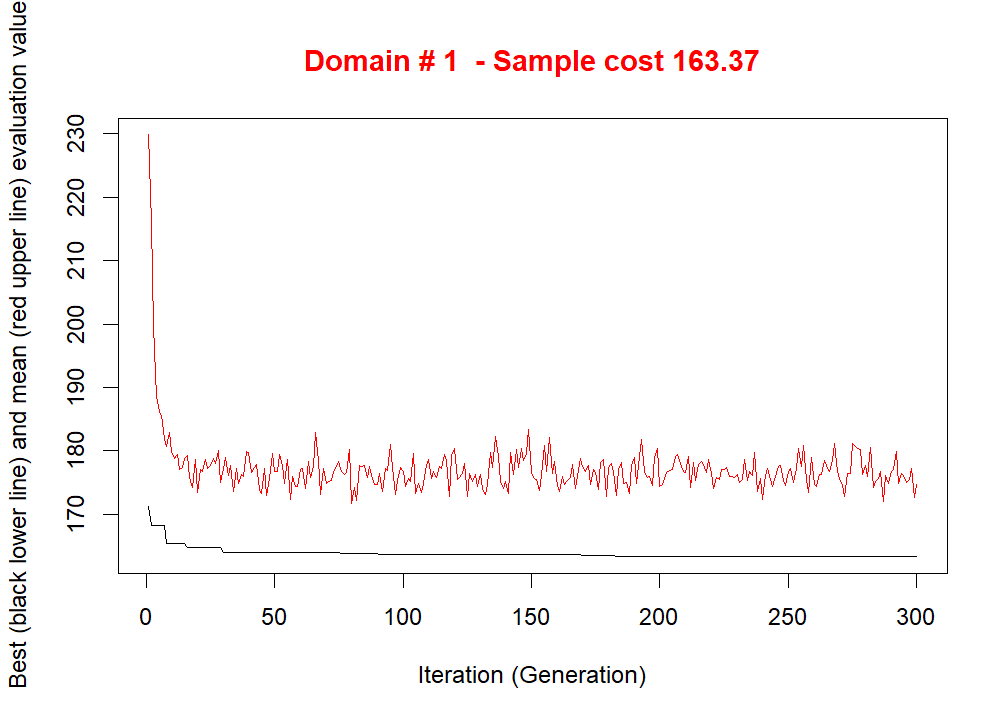 Domain # 1  - Sample cost 163.37
Best (black lower line) and mean (red upper line) evaluation value
230
220
210
200
190
180
170
0 50 100 150 200 250 300
Iteration (Generation)